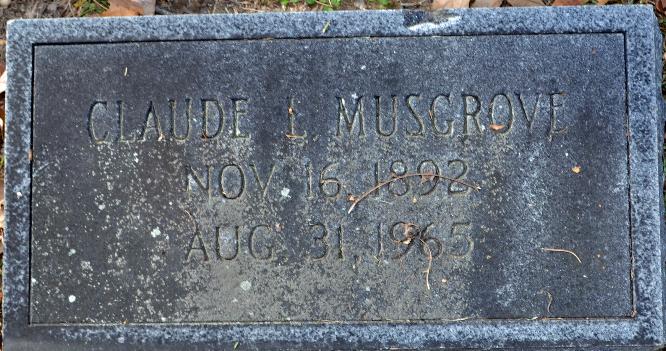 CLAUDE L. MUSGROVE
NOV. 16, 1892
AUG. 31, 1965